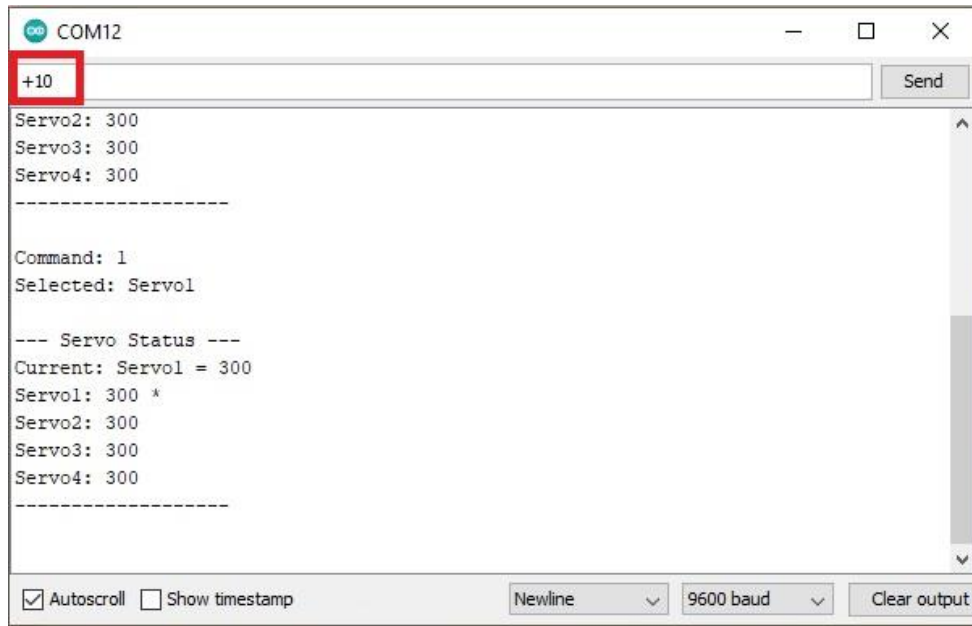 COM12
+10
Send
Servo2: 300
Servo3: 300
Servo4: 300
-------------------
Command: 1
Selected: Servo1
--- Servo Status ---
Current: Servo1 = 300
Servo1: 300 *
Servo2: 300
Servo3: 300
Servo4: 300
-------------------
Autoscroll Show timestamp Newline 9600 baud Clear output